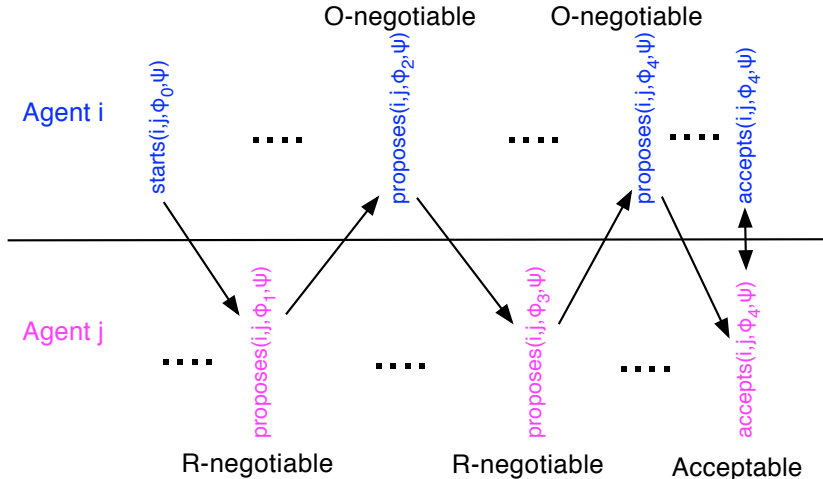 O-negotiable
O-negotiable
Agent i
starts(i,j,ϕ₀,ψ)
proposes(i,j,ϕ₂,ψ)
proposes(i,j,ϕ₄,ψ)
accepts(i,j,ϕ₄,ψ)
Agent j
proposes(i,j,ϕ₁,ψ)
proposes(i,j,ϕ₃,ψ)
accepts(i,j,ϕ₄,ψ)
R-negotiable
R-negotiable
Acceptable